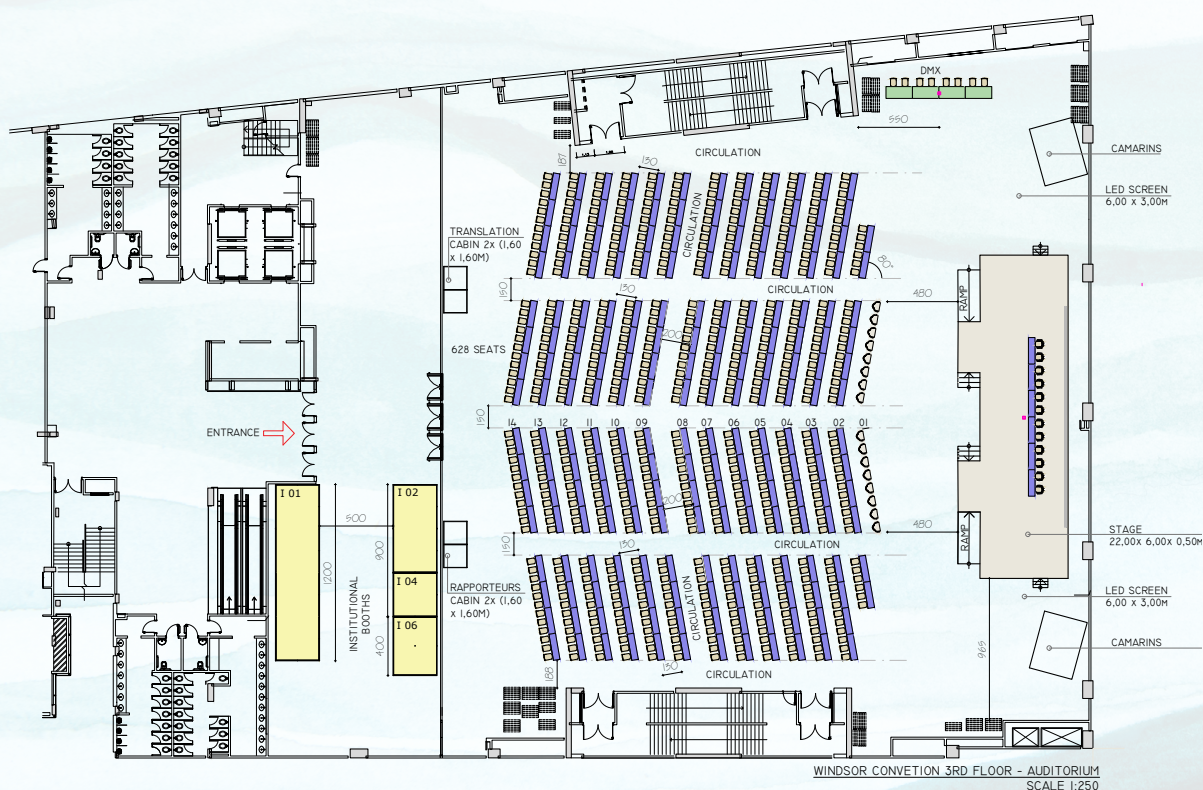 DMX
550
CAMARINS
CIRCULATION
187
130
LED SCREEN
6,00 X 3,00M
CIRCULATION
TRANSLATION
CABIN 2x (1,60
x 1,60M)
80°
150
130
CIRCULATION
480
RAMP
200
628 SEATS
150
14 13 12 11 10 09 08 07 06 05 04 03 02 01
ENTRANCE
I 01
I 02
500
200
900
1200
480
RAMP
STAGE
22,00x 6,00x 0,50M
150
130
CIRCULATION
I 04
INSTITUTIONAL
BOOTHS
RAPPORTEURS
CABIN 2x (1,60
x 1,60M)
CIRCULATION
LED SCREEN
6,00 X 3,00M
I 06
400
965
CAMARINS
188
130
CIRCULATION
WINDSOR CONVETION 3RD FLOOR - AUDITORIUM
SCALE 1:250